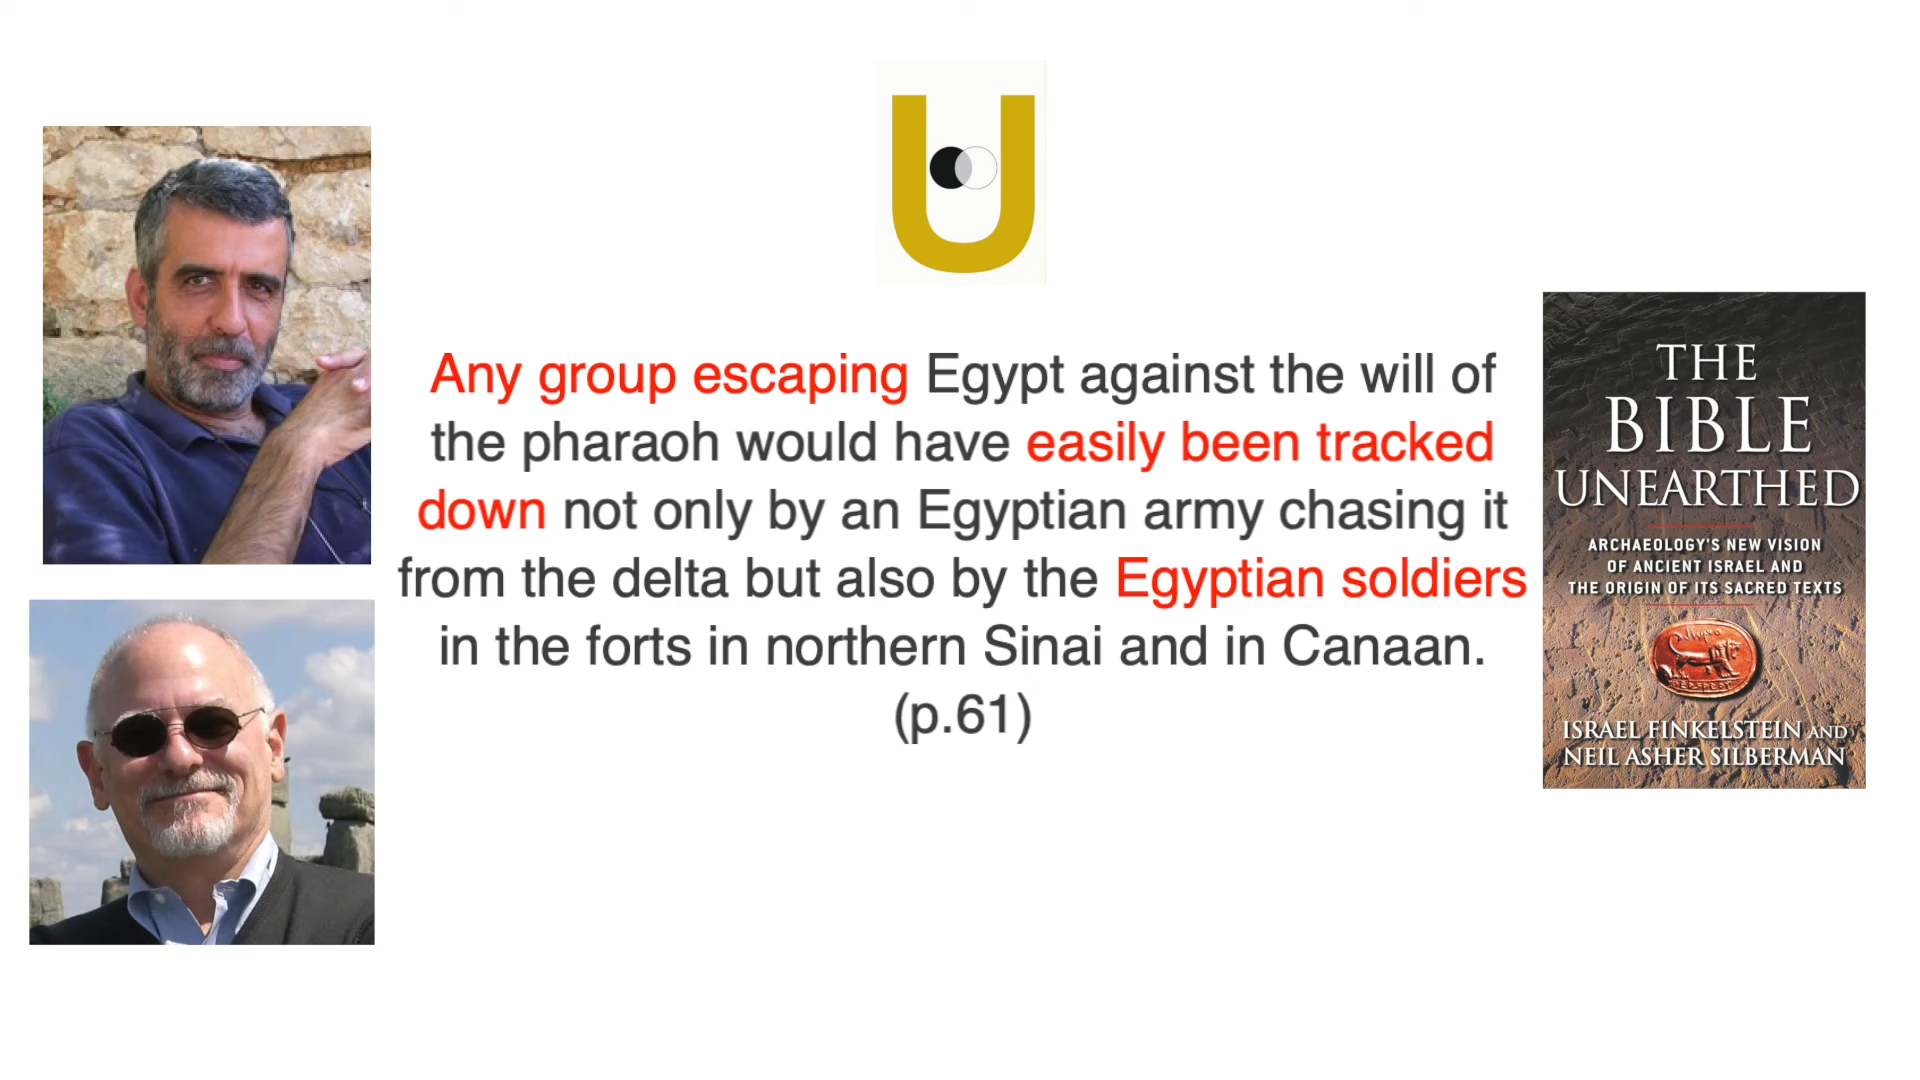 U
Any group escaping Egypt against the will of
the pharaoh would have easily been tracked
down not only by an Egyptian army chasing it
from the delta but also by the Egyptian soldiers
in the forts in northern Sinai and in Canaan.
(p.61)
THE
BIBLE
UNEARTHED
ARCHAEOLOGY'S NEW VISION
OF ANCIENT ISRAEL AND
THE ORIGIN OF ITS SACRED TEXTS
ISRAEL FINKELSTEIN AND
NEIL ASHER SILBERMAN